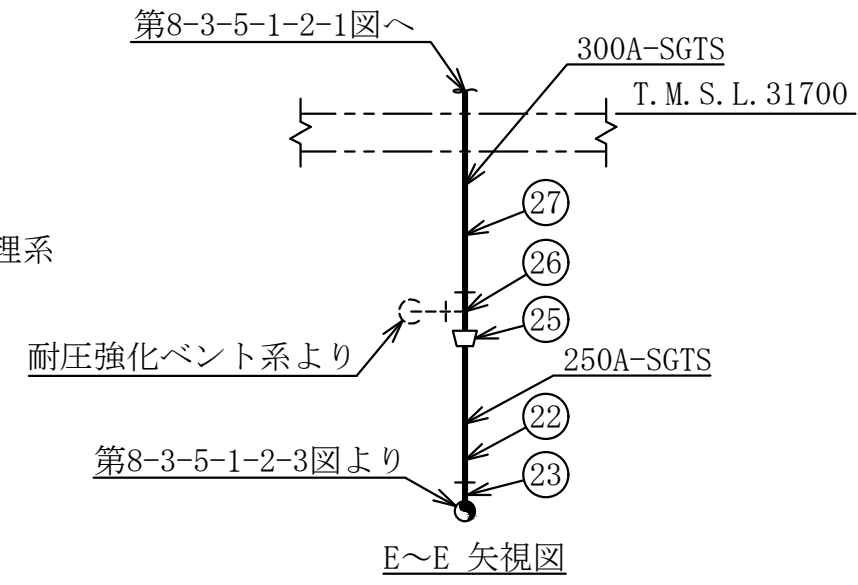 第8-3-5-1-2-1図へ
300A-SGTS
T.M.S.L.31700
27
理系
26
25
耐圧強化ベント系より
250A-SGTS
22
第8-3-5-1-2-3図より
23
E～E 矢視図